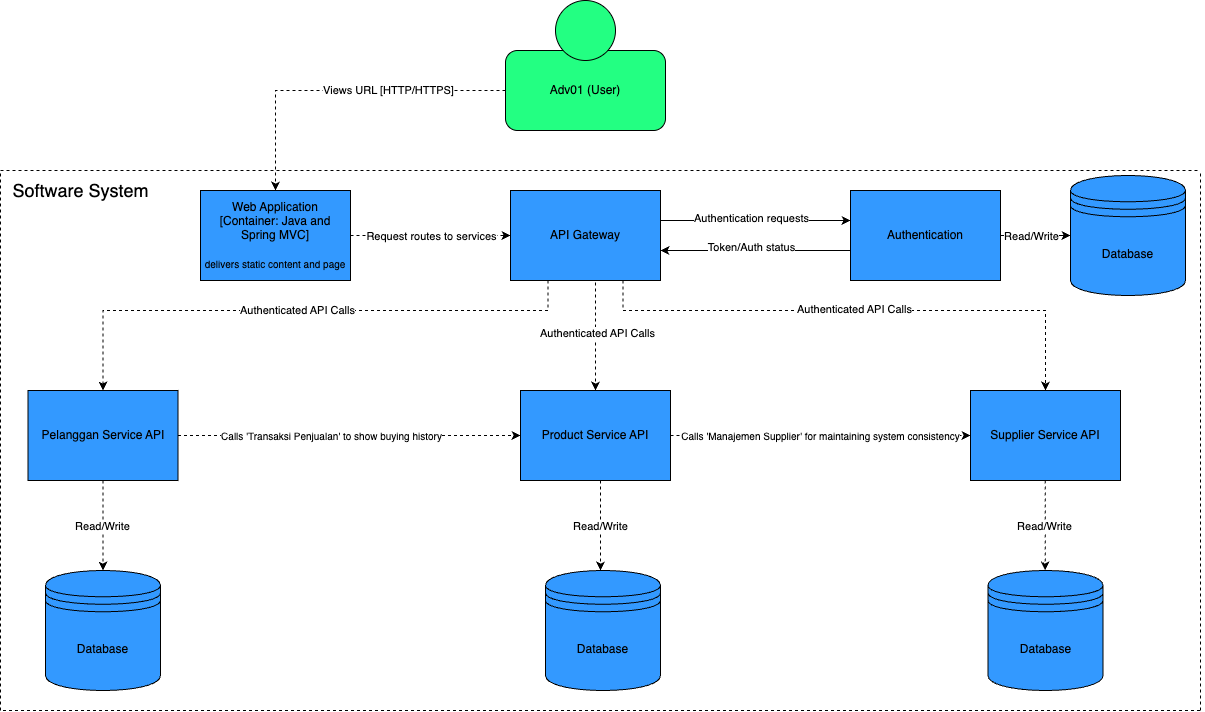 Adv01 (User)
Views URL [HTTP/HTTPS]
Software System
Web Application
[Container: Java and
Spring MVC]
delivers static content and page
Request routes to services
API Gateway
Authentication requests
Token/Auth status
Authentication
Read/Write
Database
Authenticated API Calls
Authenticated API Calls
Authenticated API Calls
Pelanggan Service API
Calls 'Transaksi Penjualan' to show buying history
Product Service API
Calls 'Manajemen Supplier' for maintaining system consistency
Supplier Service API
Read/Write
Read/Write
Read/Write
Database
Database
Database